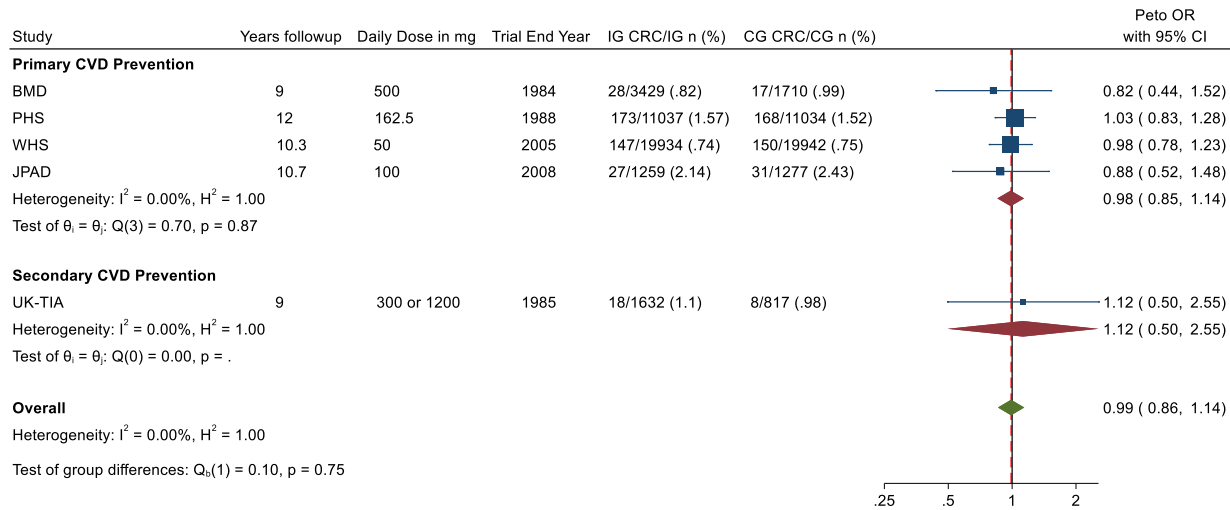 Peto OR
Study Years followup Daily Dose in mg Trial End Year IG CRC/IG n (%) CG CRC/CG n (%) with 95% CI
Primary CVD Prevention
BMD 9 500 1984 28/3429 (.82) 17/1710 (.99) 0.82 ( 0.44, 1.52)
PHS 12 162.5 1988 173/11037 (1.57) 168/11034 (1.52) 1.03 ( 0.83, 1.28)
WHS 10.3 50 2005 147/19934 (.74) 150/19942 (.75) 0.98 ( 0.78, 1.23)
JPAD 10.7 100 2008 27/1259 (2.14) 31/1277 (2.43) 0.88 ( 0.52, 1.48)
Heterogeneity: I² = 0.00%, H² = 1.00 0.98 ( 0.85, 1.14)
Test of θᵢ = θⱼ: Q(3) = 0.70, p = 0.87
Secondary CVD Prevention
UK-TIA 9 300 or 1200 1985 18/1632 (1.1) 8/817 (.98) 1.12 ( 0.50, 2.55)
Heterogeneity: I² = 0.00%, H² = 1.00 1.12 ( 0.50, 2.55)
Test of θᵢ = θⱼ: Q(0) = 0.00, p = .
Overall 0.99 ( 0.86, 1.14)
Heterogeneity: I² = 0.00%, H² = 1.00
Test of group differences: Q_b(1) = 0.10, p = 0.75
.25 .5 1 2